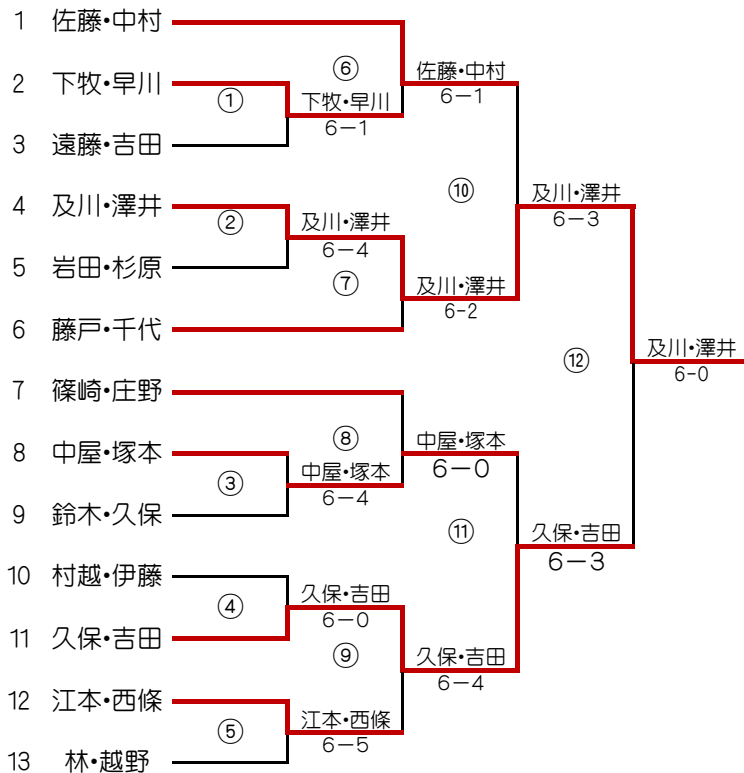 1 佐藤・中村
⑥
佐藤・中村
6－1
2 下牧・早川
①
下牧・早川
6－1
3 遠藤・吉田
⑩
及川・澤井
6－3
4 及川・澤井
②
及川・澤井
6－4
5 岩田・杉原
⑦
及川・澤井
6-2
6 藤戸・千代
⑫
及川・澤井
6-0
7 篠崎・庄野
⑧
中屋・塚本
6－0
8 中屋・塚本
③
中屋・塚本
6－4
9 鈴木・久保
⑪
久保・吉田
6－3
10 村越・伊藤
④
久保・吉田
6－0
11 久保・吉田
⑨
久保・吉田
6－4
12 江本・西條
⑤
江本・西條
6－5
13 林・越野